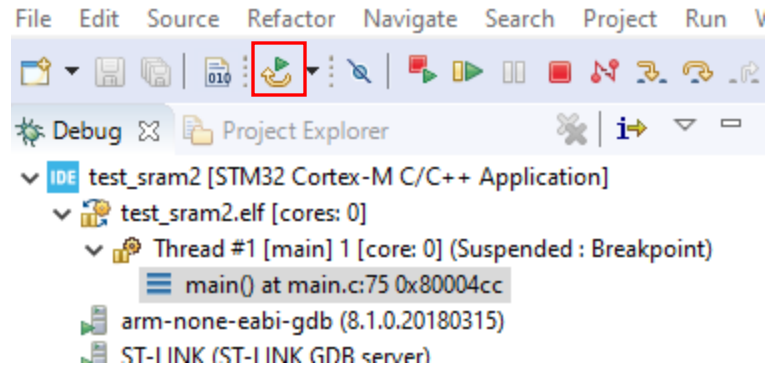 File Edit Source Refactor Navigate Search Project Run
010
Debug Project Explorer
IDE test_sram2 [STM32 Cortex-M C/C++ Application]
test_sram2.elf [cores: 0]
Thread #1 [main] 1 [core: 0] (Suspended : Breakpoint)
main() at main.c:75 0x80004cc
arm-none-eabi-gdb (8.1.0.20180315)
ST-LINK (ST-LINK GDB server)